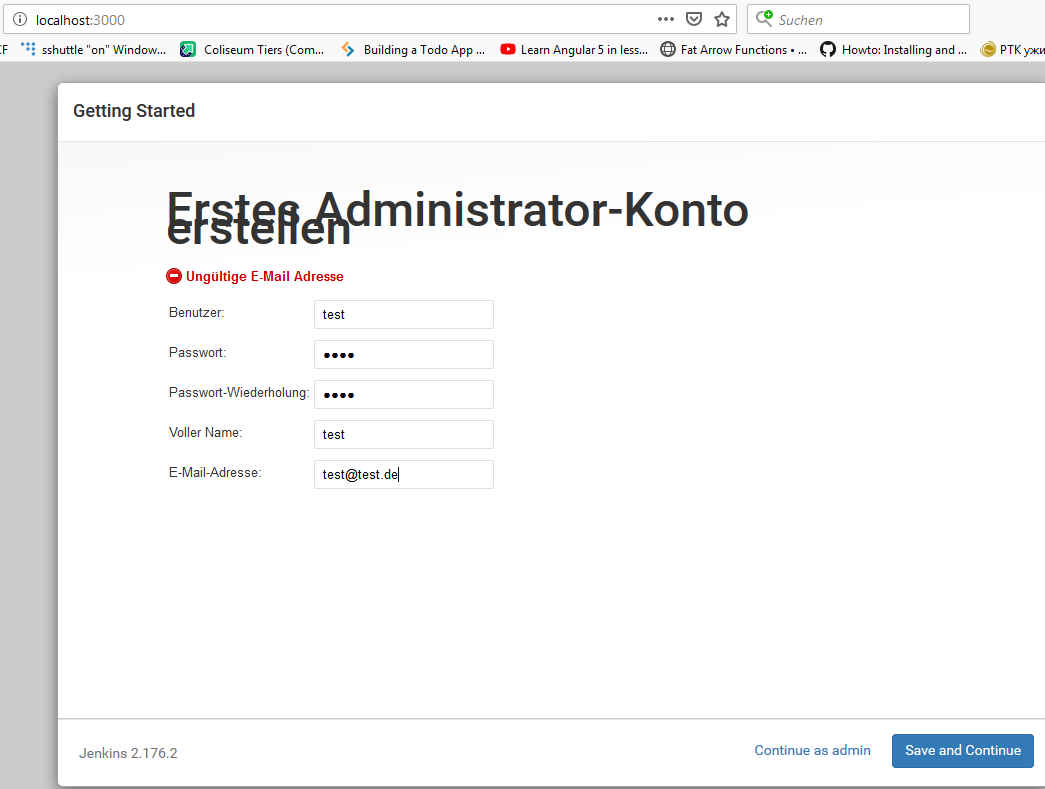 localhost:3000
Suchen
CF sshuttle "on" Window... Coliseum Tiers (Com... Building a Todo App ... Learn Angular 5 in less... Fat Arrow Functions • ... Howto: Installing and ... РТК ужи
Getting Started
Erstes Administrator-Konto
erstellen
Ungültige E-Mail Adresse
Benutzer: test
Passwort: ●●●●
Passwort-Wiederholung: ●●●●
Voller Name: test
E-Mail-Adresse: test@test.de
Jenkins 2.176.2
Continue as admin
Save and Continue